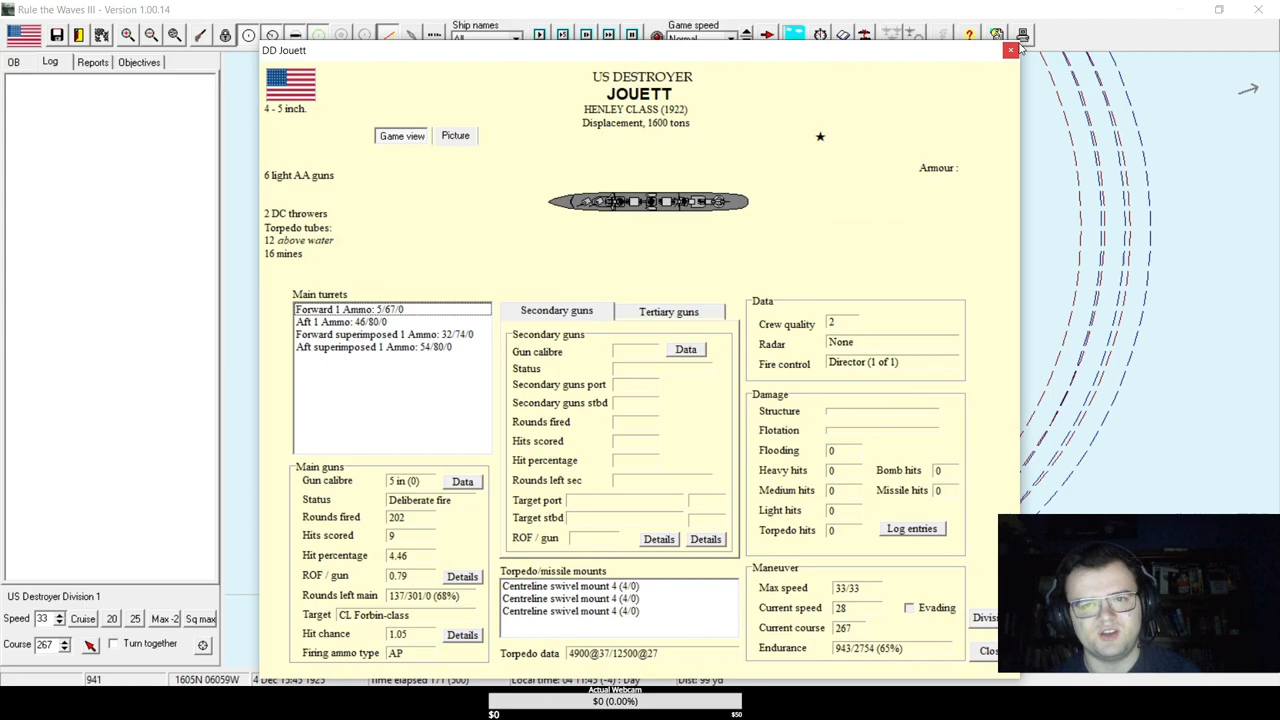 Rule the Waves III - Version 1.00.14
Ship names
All
Game speed
Normal
OB Log Reports Objectives
DD Jouett
US DESTROYER
JOUETT
HENLEY CLASS (1922)
Displacement, 1600 tons
4 - 5 inch.
Game view Picture
★
Armour :
6 light AA guns
2 DC throwers
Torpedo tubes:
12 above water
16 mines
Main turrets
Forward 1 Ammo: 5/67/0
Aft 1 Ammo: 46/80/0
Forward superimposed 1 Ammo: 32/74/0
Aft superimposed 1 Ammo: 54/80/0
Main guns
Gun calibre 5 in (0) Data
Status Deliberate fire
Rounds fired 202
Hits scored 9
Hit percentage 4.46
ROF / gun 0.79 Details
Rounds left main 137/301/0 (68%)
Target CL Forbin-class
Hit chance 1.05 Details
Firing ammo type AP
Secondary guns Tertiary guns
Secondary guns
Gun calibre Data
Status
Secondary guns port
Secondary guns stbd
Rounds fired
Hits scored
Hit percentage
Rounds left sec
Target port
Target stbd
ROF / gun Details Details
Torpedo/missile mounts
Centreline swivel mount 4 (4/0)
Centreline swivel mount 4 (4/0)
Centreline swivel mount 4 (4/0)
Torpedo data 4900@37/12500@27
Data
Crew quality 2
Radar None
Fire control Director (1 of 1)
Damage
Structure
Flotation
Flooding 0
Heavy hits 0 Bomb hits 0
Medium hits 0 Missile hits 0
Light hits 0
Torpedo hits 0 Log entries
Maneuver
Max speed 33/33
Current speed 28 Evading
Current course 267
Endurance 943/2754 (65%)
Divisi
Clos
US Destroyer Division 1
Speed 33 Cruise 20 25 Max -2 Sq max
Course 267 Turn together
941 1605N 06059W
Actual Webcam
$0 (0.00%)
$0 $50